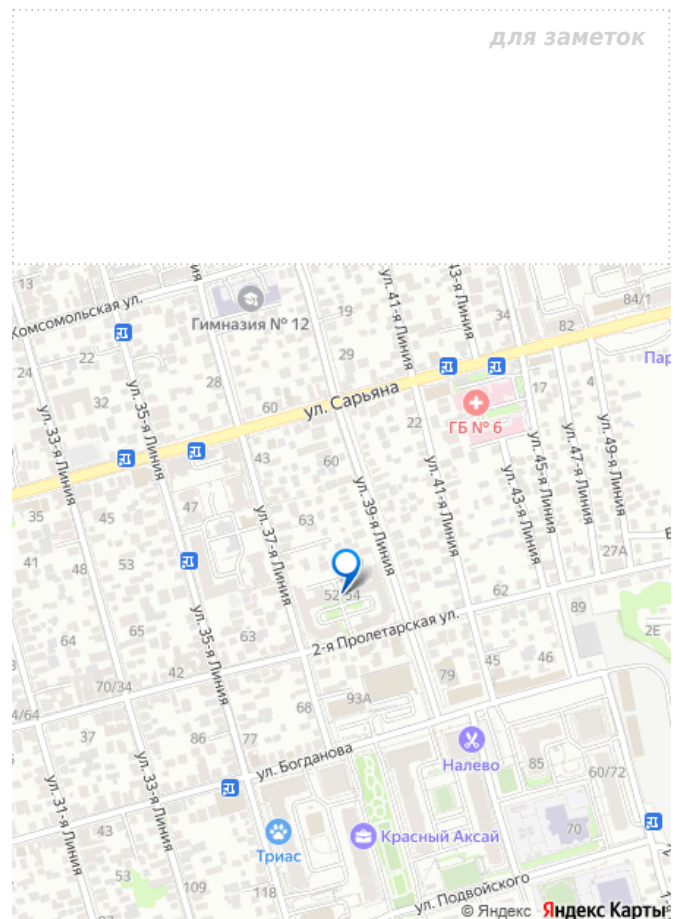 для заметок
13
Комсомольская ул.
ул. 41-я Линия
43-я Линия
84/1
Гимназия № 12
19
34
82
29
Пар
22
24
28
32
ул. 35-я Линия
60
ул. Сарьяна
17
4
ГБ № 6
22
ул. 33-я Линия
43
60
ул. 39-я Линия
ул. 41-я Линия
ул. 43-я Линия
ул. 45-я Линия
ул. 47-я Линия
ул. 49-я Линия
35
45
47
63
ул. 37-я Линия
41
48
53
27А
52/54
62
89
2Е
64
65
63
2-я Пролетарская ул.
ул. 35-я Линия
42
45
46
79
70/34
4/64
68
93А
37
86
77
ул. Богданова
Налево
85
60/72
ул. 31-я Линия
ул. 33-я Линия
43
53
Триас
Красный Аксай
70
109
118
ул. Подвойского
© Яндекс Яндекс Карты